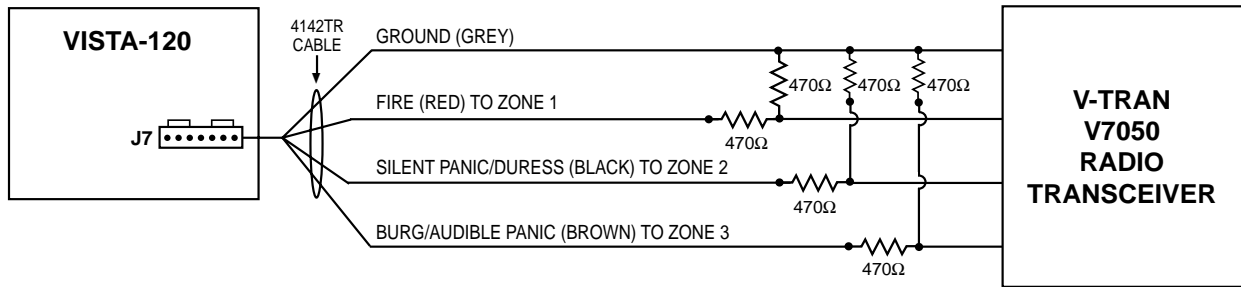 VISTA-120
J7
4142TR
CABLE
GROUND (GREY)
470Ω
470Ω
470Ω
FIRE (RED) TO ZONE 1
470Ω
SILENT PANIC/DURESS (BLACK) TO ZONE 2
470Ω
BURG/AUDIBLE PANIC (BROWN) TO ZONE 3
470Ω
V-TRAN
V7050
RADIO
TRANSCEIVER